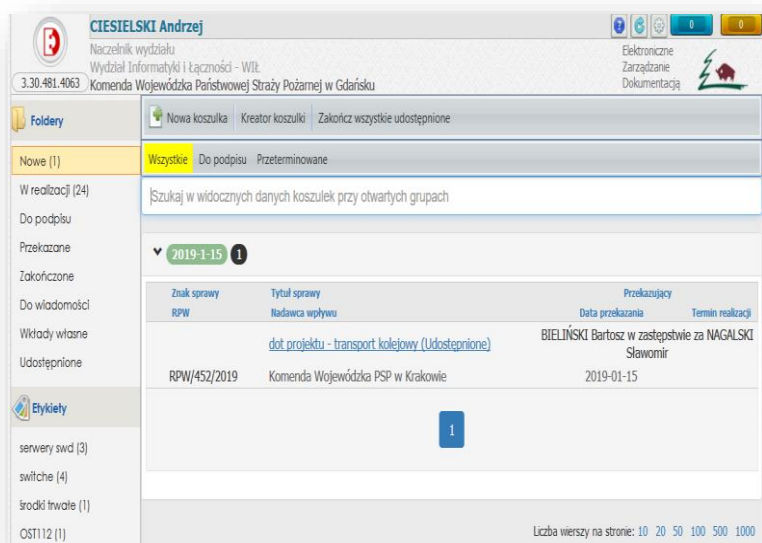 CIESIELSKI Andrzej
Naczelnik wydziału
Wydział Informatyki i Łączności - WIŁ
Komenda Wojewódzka Państwowej Straży Pożarnej w Gdańsku
3.30.481.4063
0
0
Elektroniczne
Zarządzanie
Dokumentacją
Foldery
Nowe (1)
W realizacji (24)
Do podpisu
Przekazane
Zakończone
Do wiadomości
Wkłady własne
Udostępnione
Etykiety
serwery swd (3)
switche (4)
środki trwałe (1)
OST112 (1)
Nowa koszulka Kreator koszulki Zakończ wszystkie udostępnione
Wszystkie Do podpisu Przeterminowane
Szukaj w widocznych danych koszulek przy otwartych grupach
2019-1-15 1
Znak sprawy Tytuł sprawy Przekazujący
RPW Nadawca wpływu Data przekazania Termin realizacji
dot projektu - transport kolejowy (Udostępnione) BIELIŃSKI Bartosz w zastępstwie za NAGALSKI
Sławomir
RPW/452/2019 Komenda Wojewódzka PSP w Krakowie 2019-01-15
1
Liczba wierszy na stronie: 10 20 50 100 500 1000